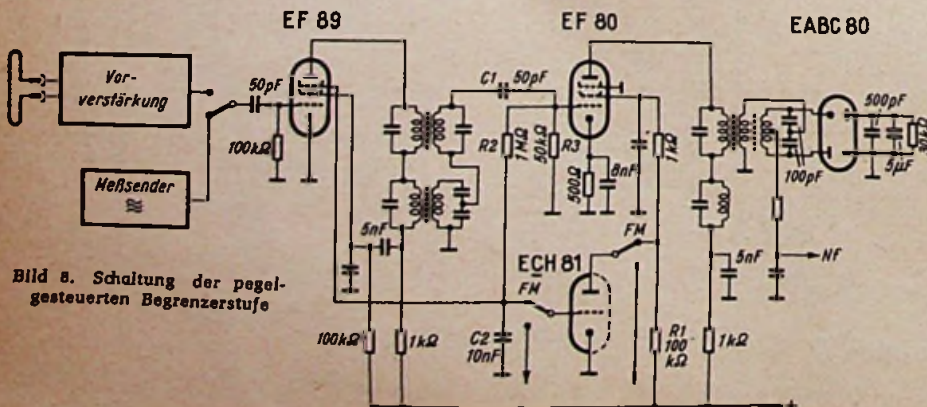 EF 89
EF 80
EABC 80
Vor-
verstärkung
50pF
100kΩ
Meßsender
C1
50pF
R2
1MΩ
50kΩ
R3
500Ω
8nF
1kΩ
100pF
500pF
5µF
5nF
FM
FM
ECH 81
5nF
NF
Bild 8. Schaltung der pegel-
gesteuerten Begrenzerstufe
100kΩ
1kΩ
C2
10nF
R1
100
kΩ
1kΩ
+